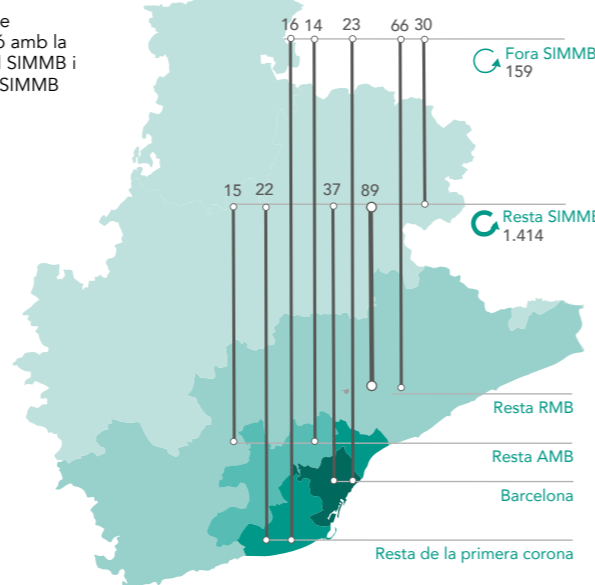 e
6 amb la
l SIMMB i
SIMMB
16 14 23 66 30
Fora SIMMB
159
15 22 37 89
Resta SIMMB
1.414
Resta RMB
Resta AMB
Barcelona
Resta de la primera corona